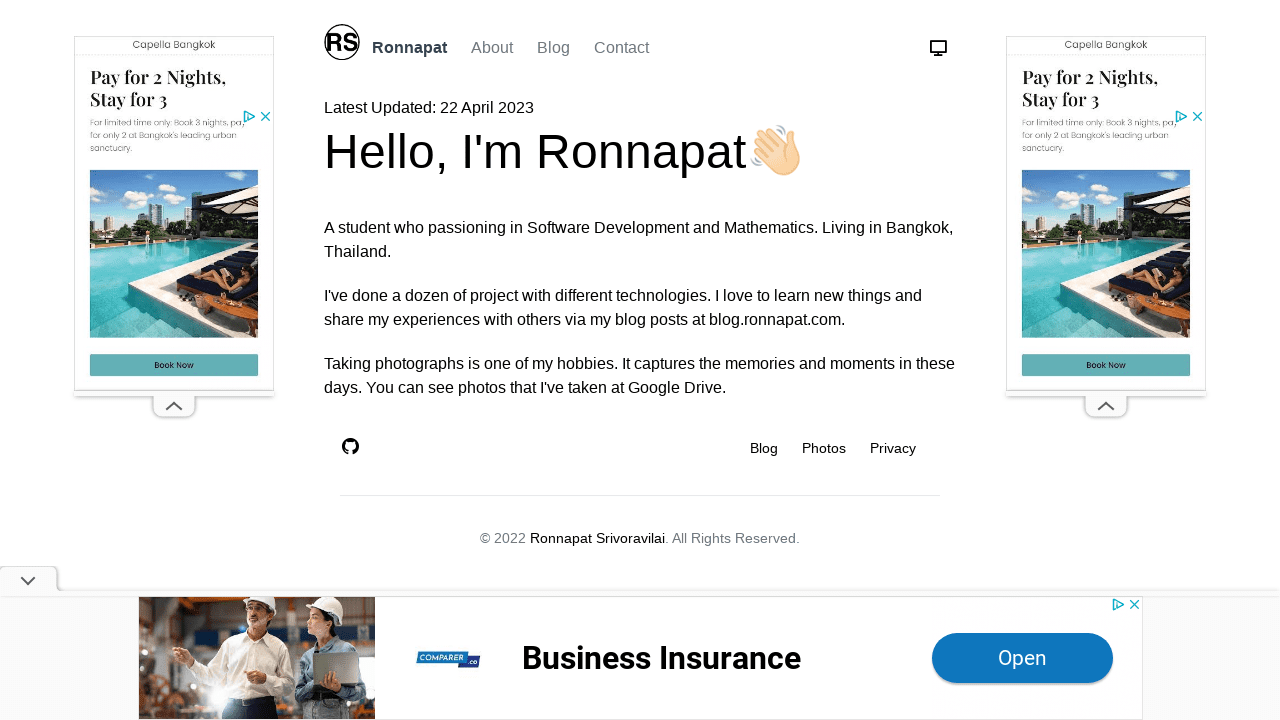 RS Ronnapat About Blog Contact
Capella Bangkok
Pay for 2 Nights,
Stay for 3
For limited time only: Book 3 nights, pay
for only 2 at Bangkok's leading urban
sanctuary.
Book Now
Latest Updated: 22 April 2023
Hello, I'm Ronnapat
A student who passioning in Software Development and Mathematics. Living in Bangkok,
Thailand.
I've done a dozen of project with different technologies. I love to learn new things and
share my experiences with others via my blog posts at blog.ronnapat.com.
Taking photographs is one of my hobbies. It captures the memories and moments in these
days. You can see photos that I've taken at Google Drive.
Blog Photos Privacy
© 2022 Ronnapat Srivoravilai. All Rights Reserved.
Capella Bangkok
Pay for 2 Nights,
Stay for 3
For limited time only: Book 3 nights, pay
for only 2 at Bangkok's leading urban
sanctuary.
Book Now
COMPARER.co
Business Insurance
Open